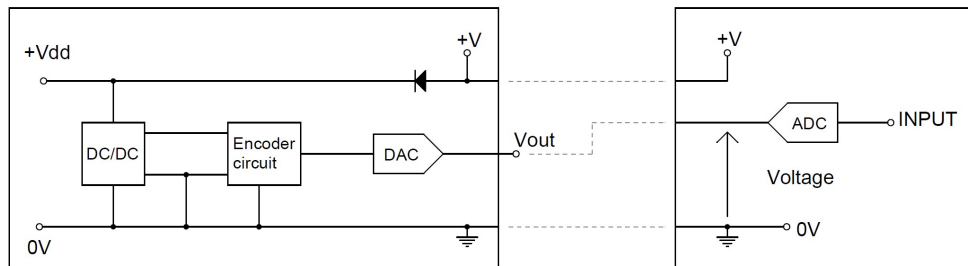 +Vdd
+V
+V
DC/DC
Encoder
circuit
DAC
Vout
ADC
INPUT
Voltage
0V
0V